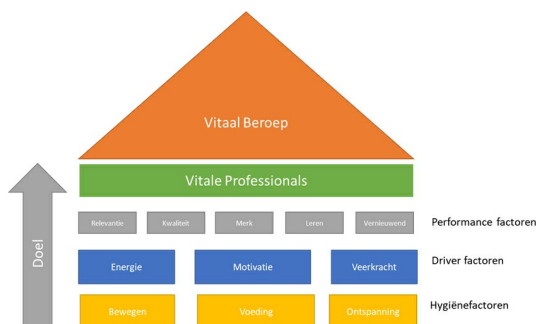 Vitaal Beroep
Vitale Professionals
Relevantie Kwaliteit Merk Leren Vernieuwend Performance factoren
Energie Motivatie Veerkracht Driver factoren
Bewegen Voeding Ontspanning Hygiënefactoren
Doel